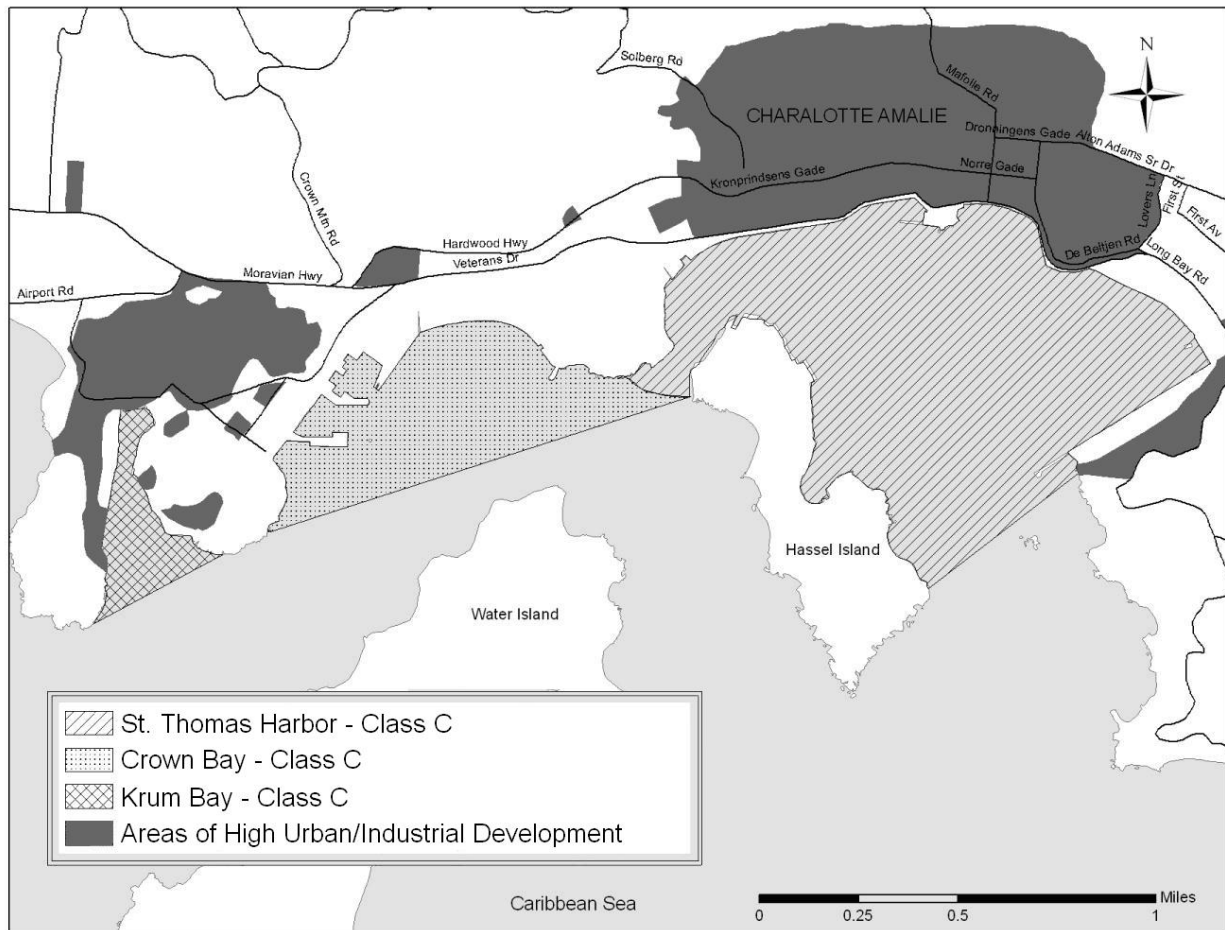 N
Solberg Rd
Mafolie Rd
CHARALOTTE AMALIE
Dronningens Gade
Alton Adams Sr Dr
Kronprindsens Gade
Norre Gade
Lovers Ln
First St
First Av
Crown Mtn Rd
Hardwood Hwy
Veterans Dr
De Beltjen Rd
Long Bay Rd
Moravian Hwy
Airport Rd
Hassel Island
Water Island
St. Thomas Harbor - Class C
Crown Bay - Class C
Krum Bay - Class C
Areas of High Urban/Industrial Development
Caribbean Sea
Miles
0 0.25 0.5 1